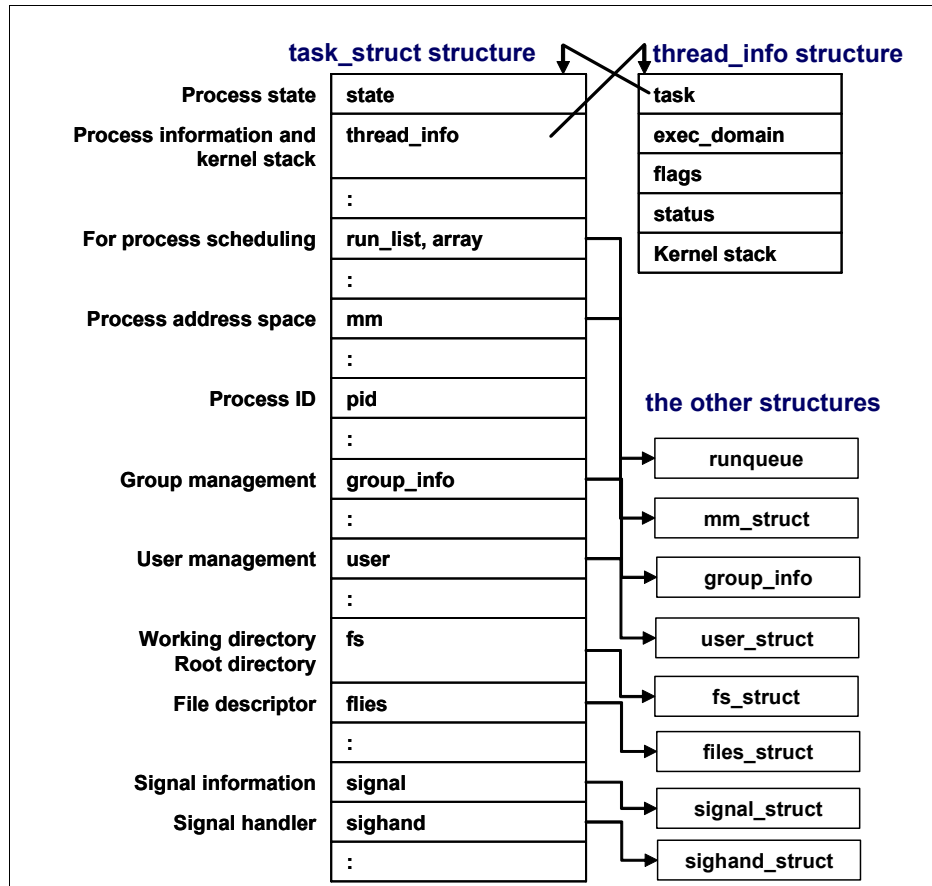 task_struct structure
thread_info structure
Process state
state
task
Process information and
kernel stack
thread_info
exec_domain
flags
:
status
For process scheduling
run_list, array
Kernel stack
:
Process address space
mm
:
Process ID
pid
the other structures
:
runqueue
Group management
group_info
:
mm_struct
User management
user
group_info
:
Working directory
Root directory
fs
user_struct
File descriptor
flies
fs_struct
:
files_struct
Signal information
signal
signal_struct
Signal handler
sighand
:
sighand_struct